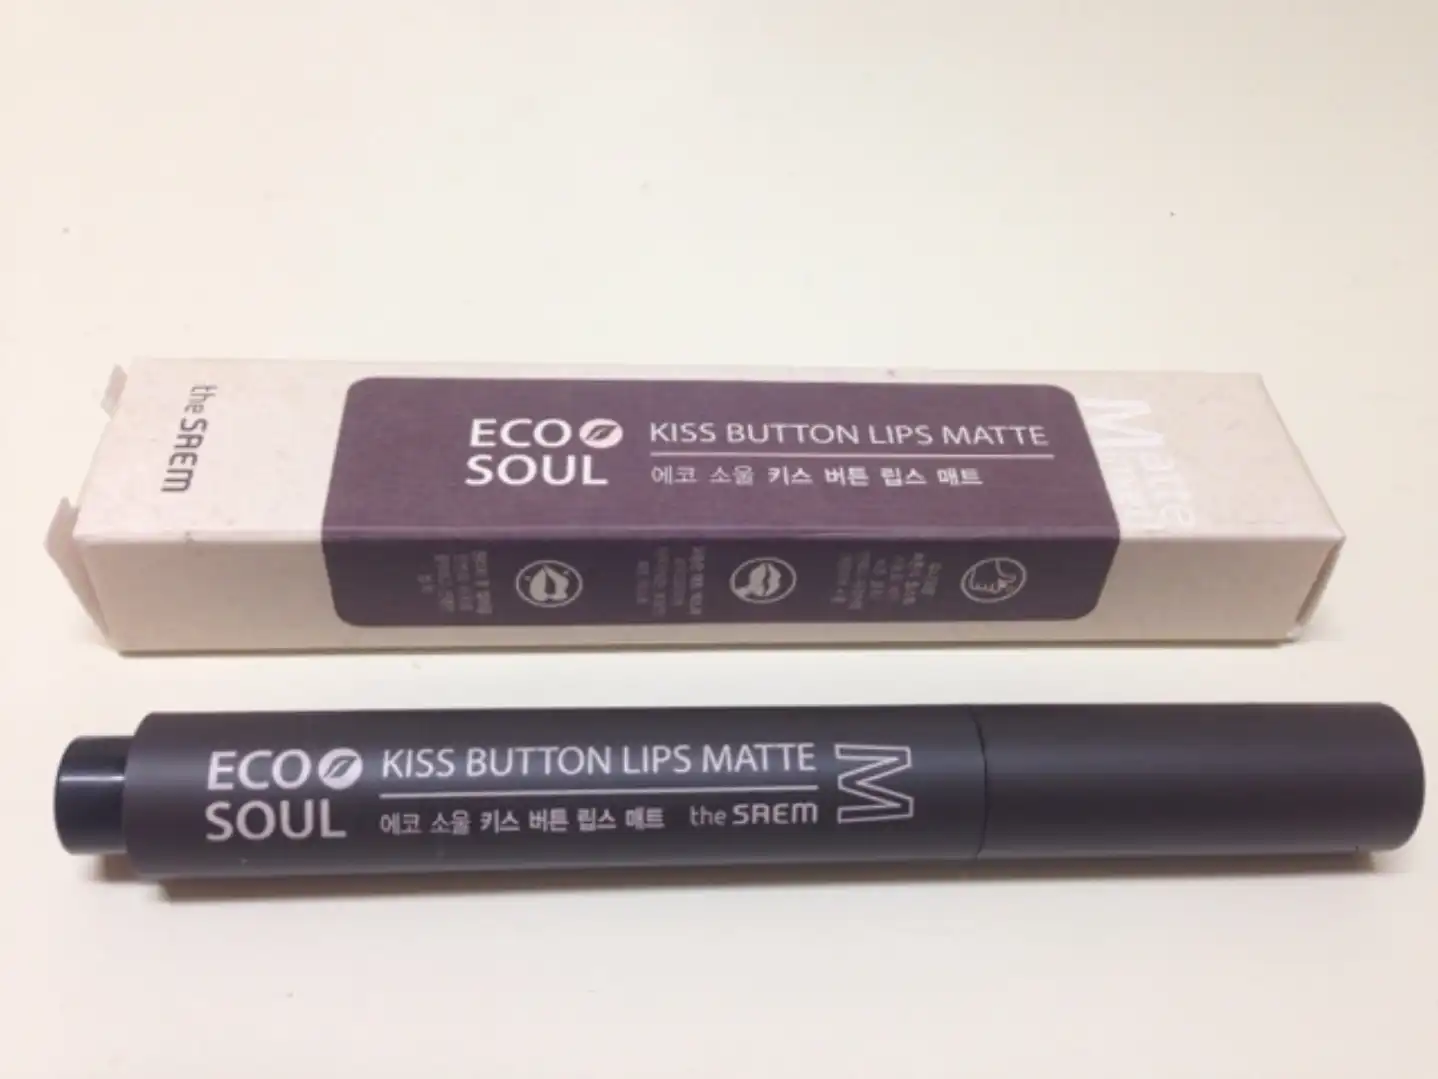 the SAEM
ECO
SOUL
KISS BUTTON LIPS MATTE
에코 소울 키스 버튼 립스 매트
Matte
ECO
SOUL
KISS BUTTON LIPS MATTE
에코 소울 키스 버튼 립스 매트 the SAEM
M